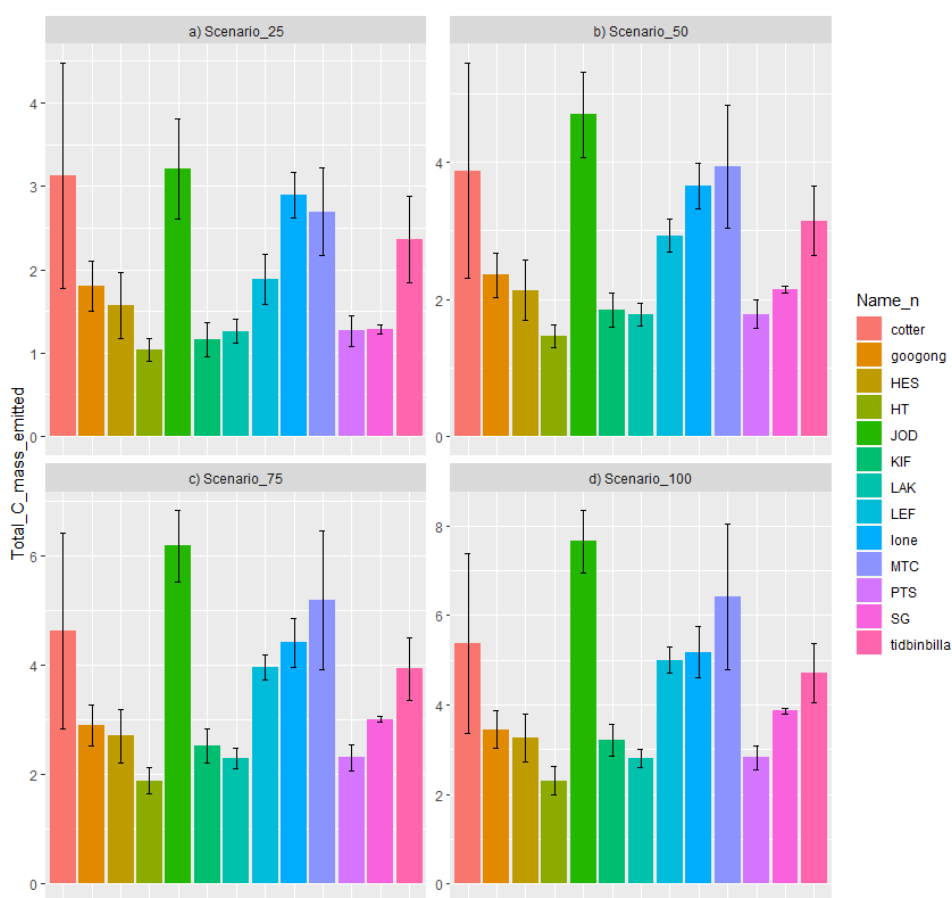 a) Scenario_25
b) Scenario_50
4
3
2
1
0
4
2
0
Total_C_mass_emitted
c) Scenario_75
d) Scenario_100
6
4
2
0
8
6
4
2
0
Name_n
cotter
googong
HES
HT
JOD
KIF
LAK
LEF
lone
MTC
PTS
SG
tidbinbilla